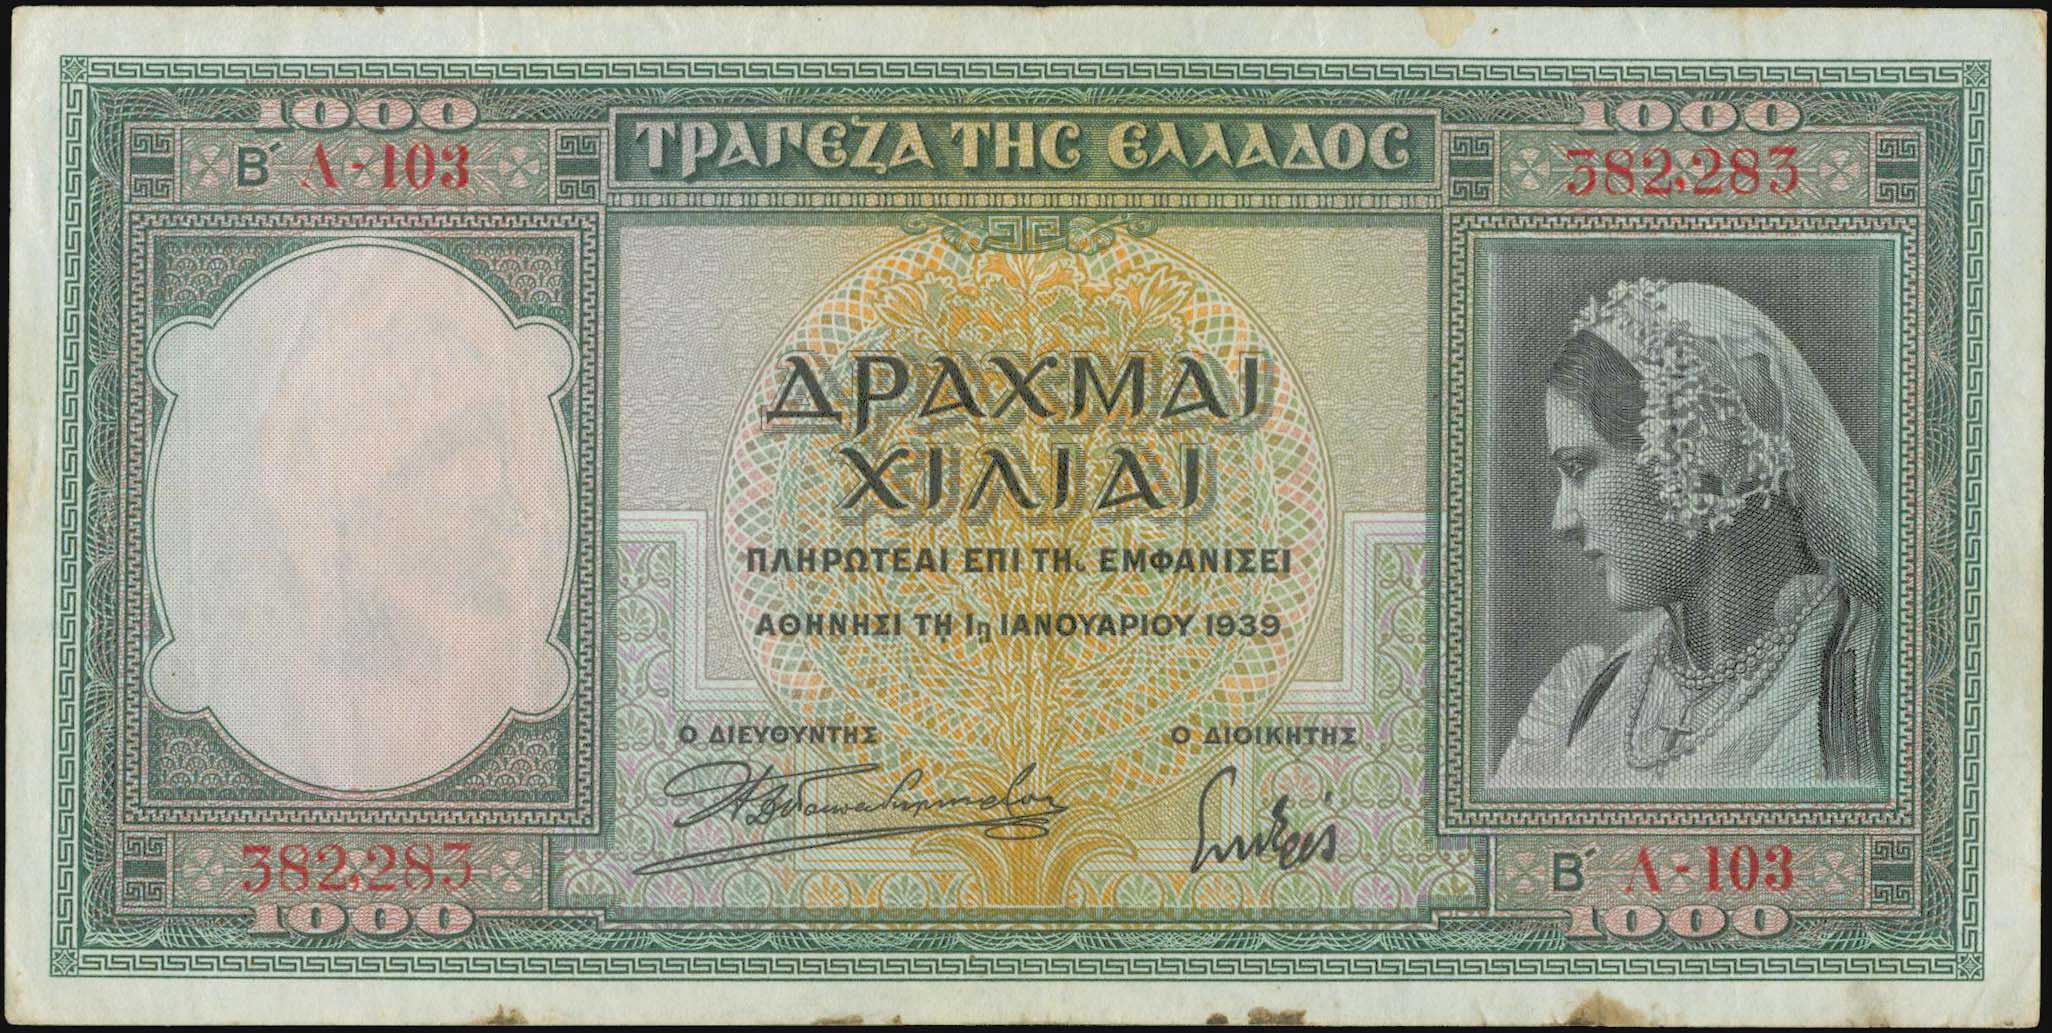 1000
1000
ΤΡΑΠΕΖΑ ΤΗΣ ΕΛΛΑΔΟΣ
Β΄ Λ-103
382,283
ΔΡΑΧΜΑΙ
ΧΙΛΙΑΙ
ΠΛΗΡΩΤΕΑΙ ΕΠΙ ΤΗι ΕΜΦΑΝΙΣΕΙ
ΑΘΗΝΗΣΙ ΤΗ 1η ΙΑΝΟΥΑΡΙΟΥ 1939
Ο ΔΙΕΥΘΥΝΤΗΣ
Ο ΔΙΟΙΚΗΤΗΣ
382,283
Β΄ Λ-103
1000
1000